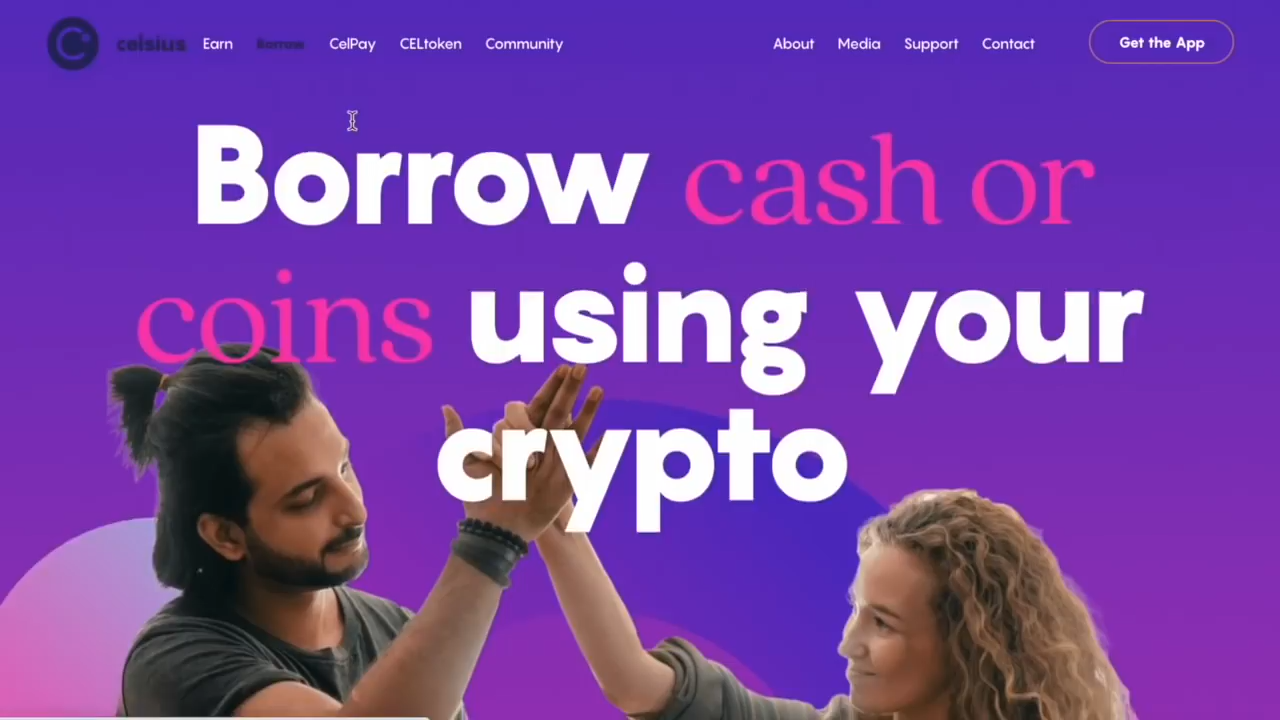 celsius Earn Borrow CelPay CELtoken Community About Media Support Contact Get the App
Borrow cash or
coins using your
crypto